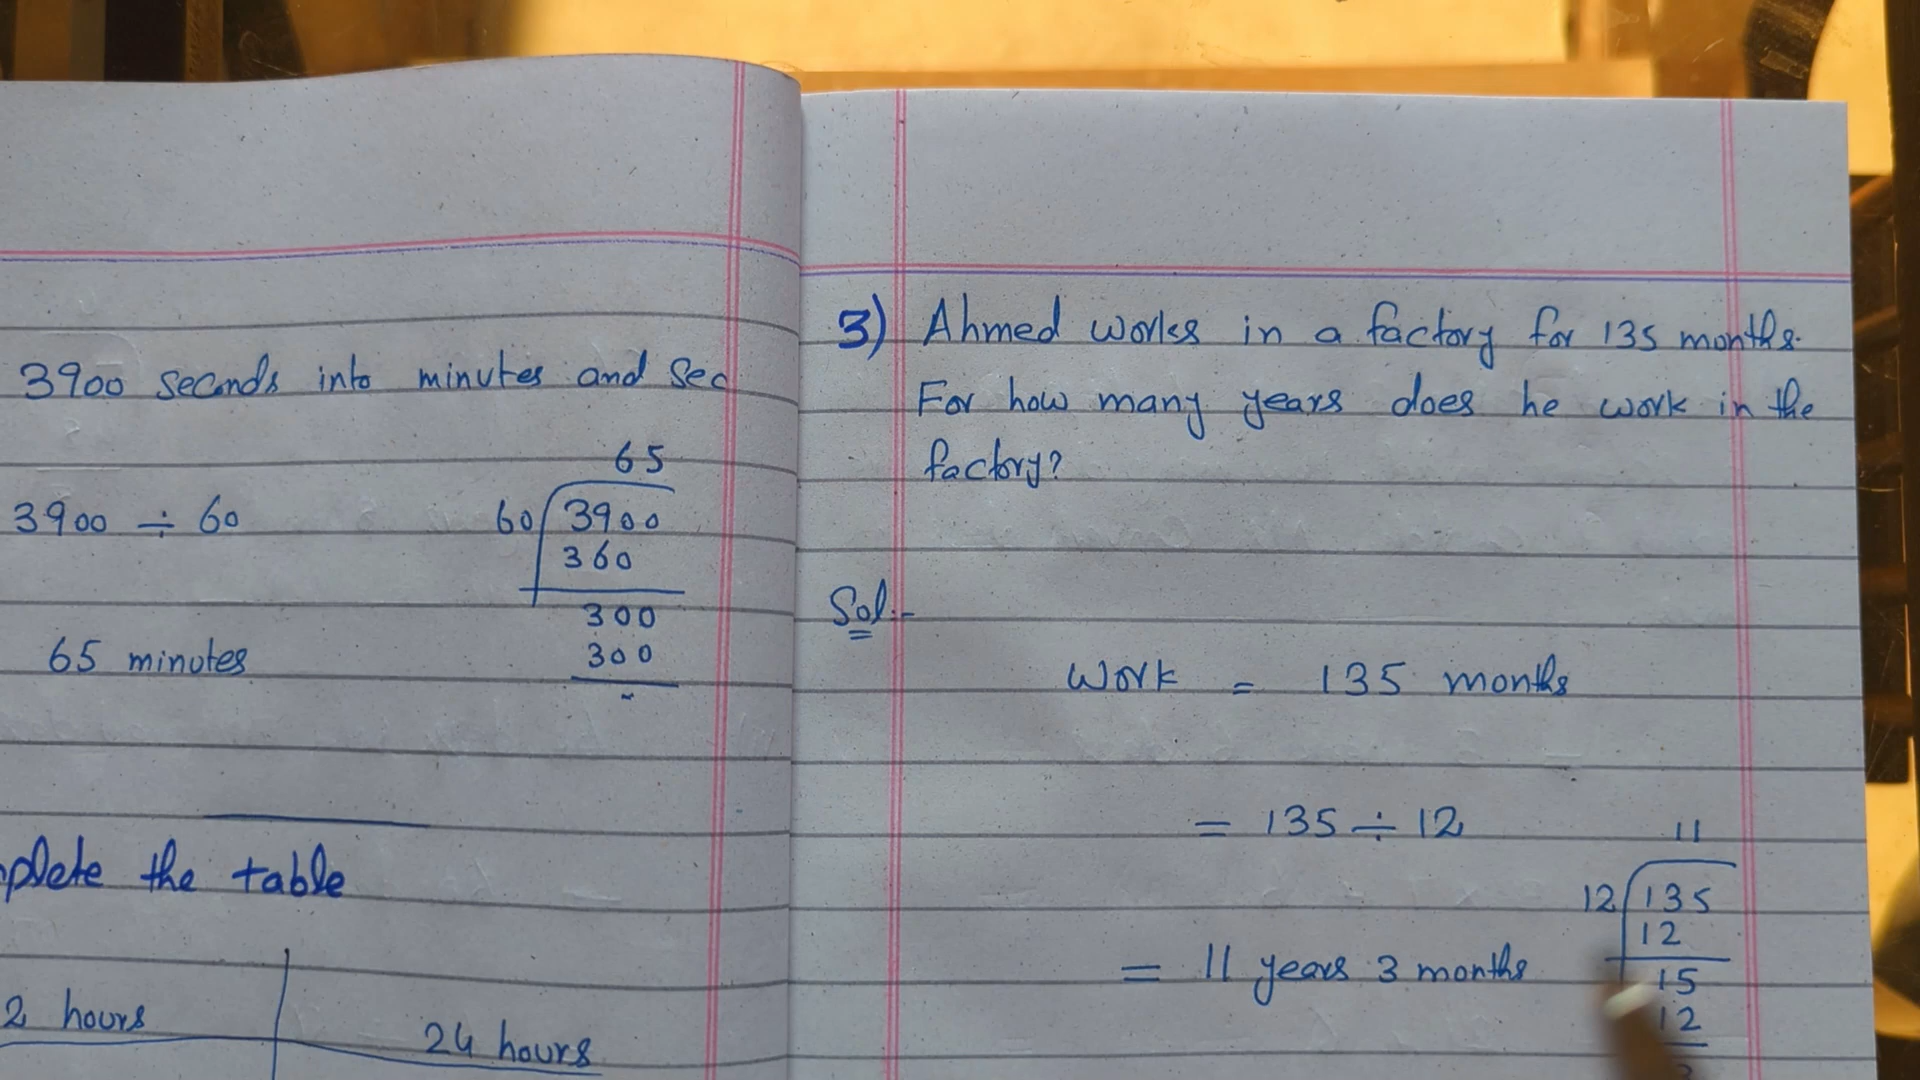 3900 seconds into minutes and Sec
65
3900 ÷ 60
60 3900
360
300
65 minutes
300
-
plete the table
2 hours
24 hours
3) Ahmed works in a factory for 135 months.
For how many years does he work in the
factory?
Sol:-
Work = 135 months
= 135 ÷ 12
11
12 135
12
= 11 years 3 months
15
12
3